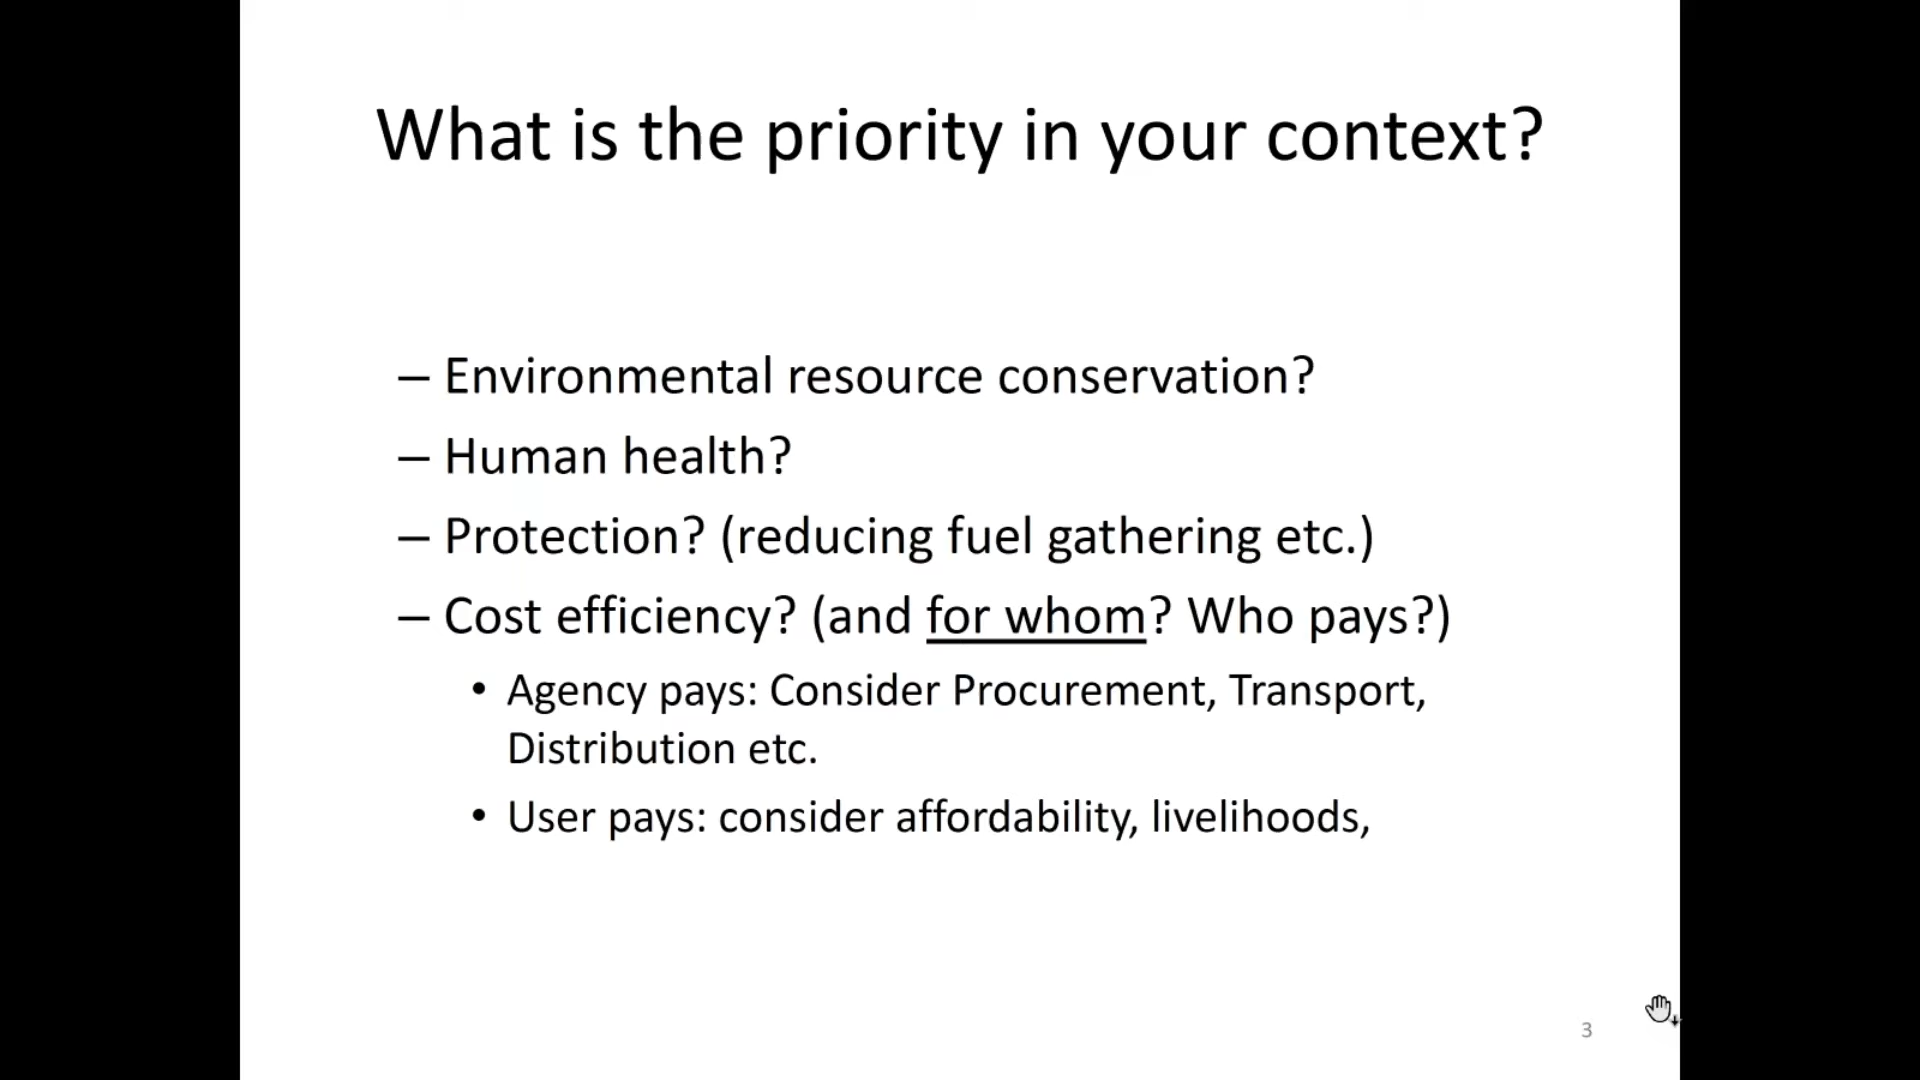 What is the priority in your context?
– Environmental resource conservation?
– Human health?
– Protection? (reducing fuel gathering etc.)
– Cost efficiency? (and for whom? Who pays?)
• Agency pays: Consider Procurement, Transport,
Distribution etc.
• User pays: consider affordability, livelihoods,
3